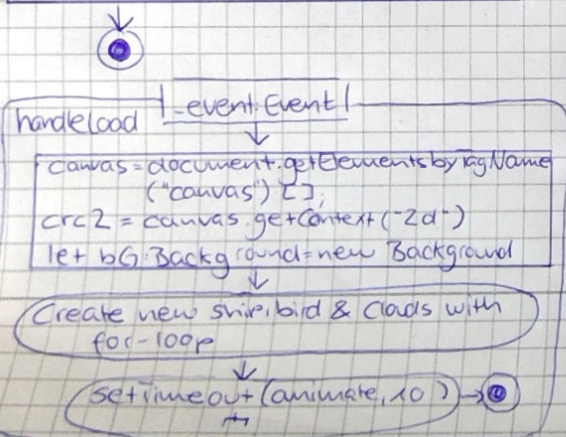 _event:Event
handleLoad
canvas = document.getElementsbyTagName
("canvas") [];
crc2 = canvas.getContext("2d")
let bG:Background = new Background
Create new ship, bird & Clouds with
for-loop
setTimeout (animate, 10)